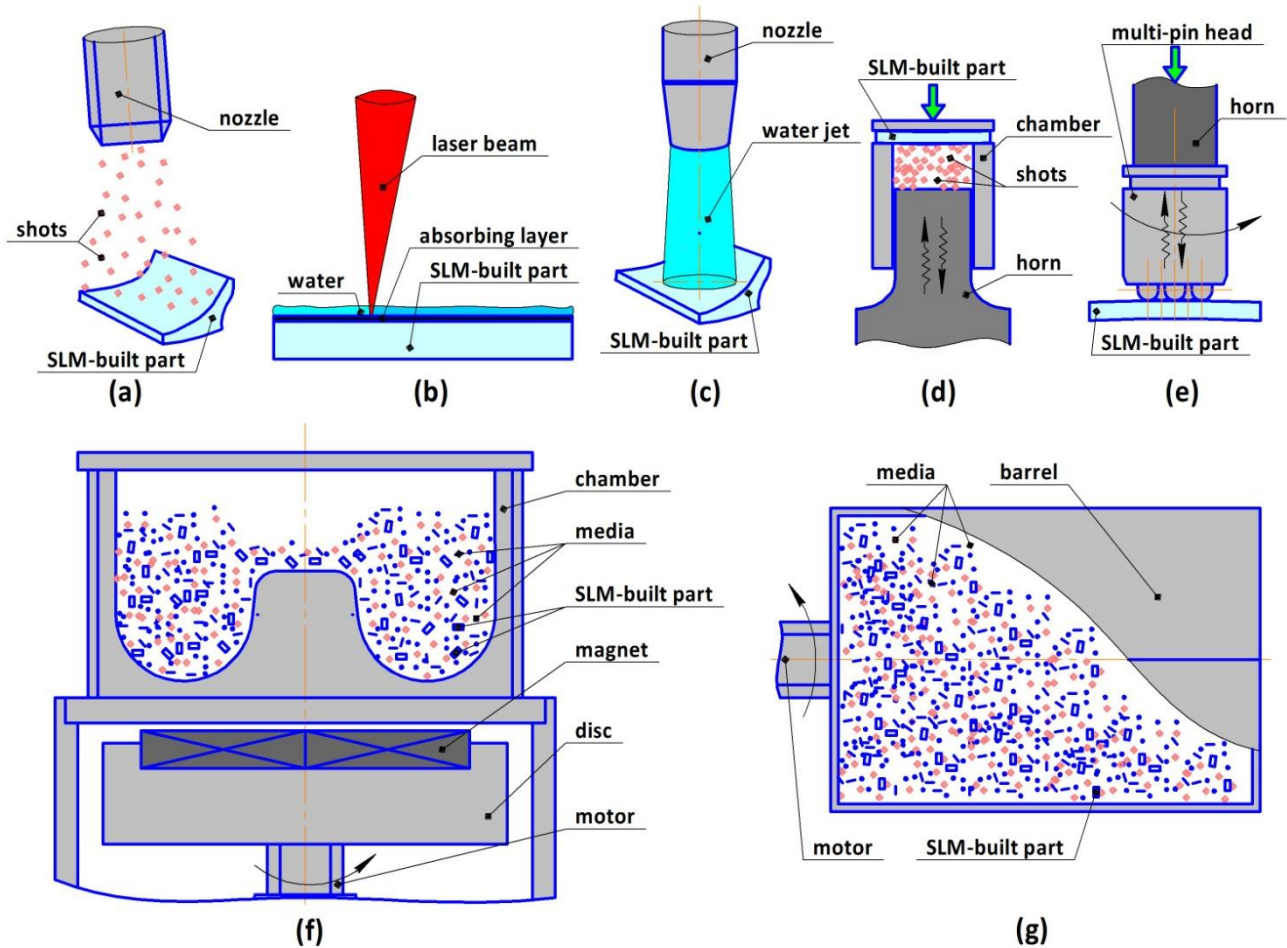 nozzle
shots
SLM-built part
(a)
laser beam
absorbing layer
SLM-built part
water
(b)
nozzle
water jet
SLM-built part
(c)
SLM-built part
chamber
shots
horn
(d)
multi-pin head
horn
SLM-built part
(e)
chamber
media
SLM-built part
magnet
disc
motor
(f)
media
barrel
motor
SLM-built part
(g)